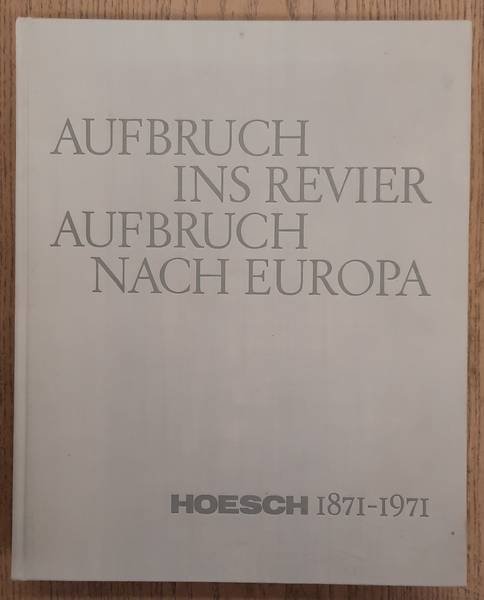 AUFBRUCH
INS REVIER
AUFBRUCH
NACH EUROPA
HOESCH 1871-1971